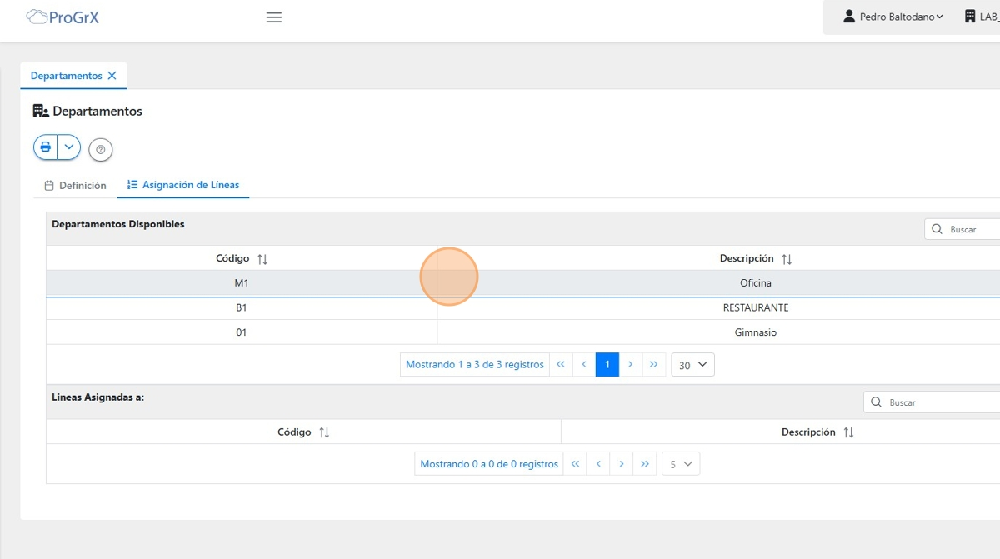 ProGrX
Pedro Baltodano
LAB_
Departamentos
Departamentos
Definición
Asignación de Líneas
Departamentos Disponibles
Buscar
Código
Descripción
M1
Oficina
B1
RESTAURANTE
01
Gimnasio
Mostrando 1 a 3 de 3 registros
1
30
Lineas Asignadas a:
Buscar
Código
Descripción
Mostrando 0 a 0 de 0 registros
5